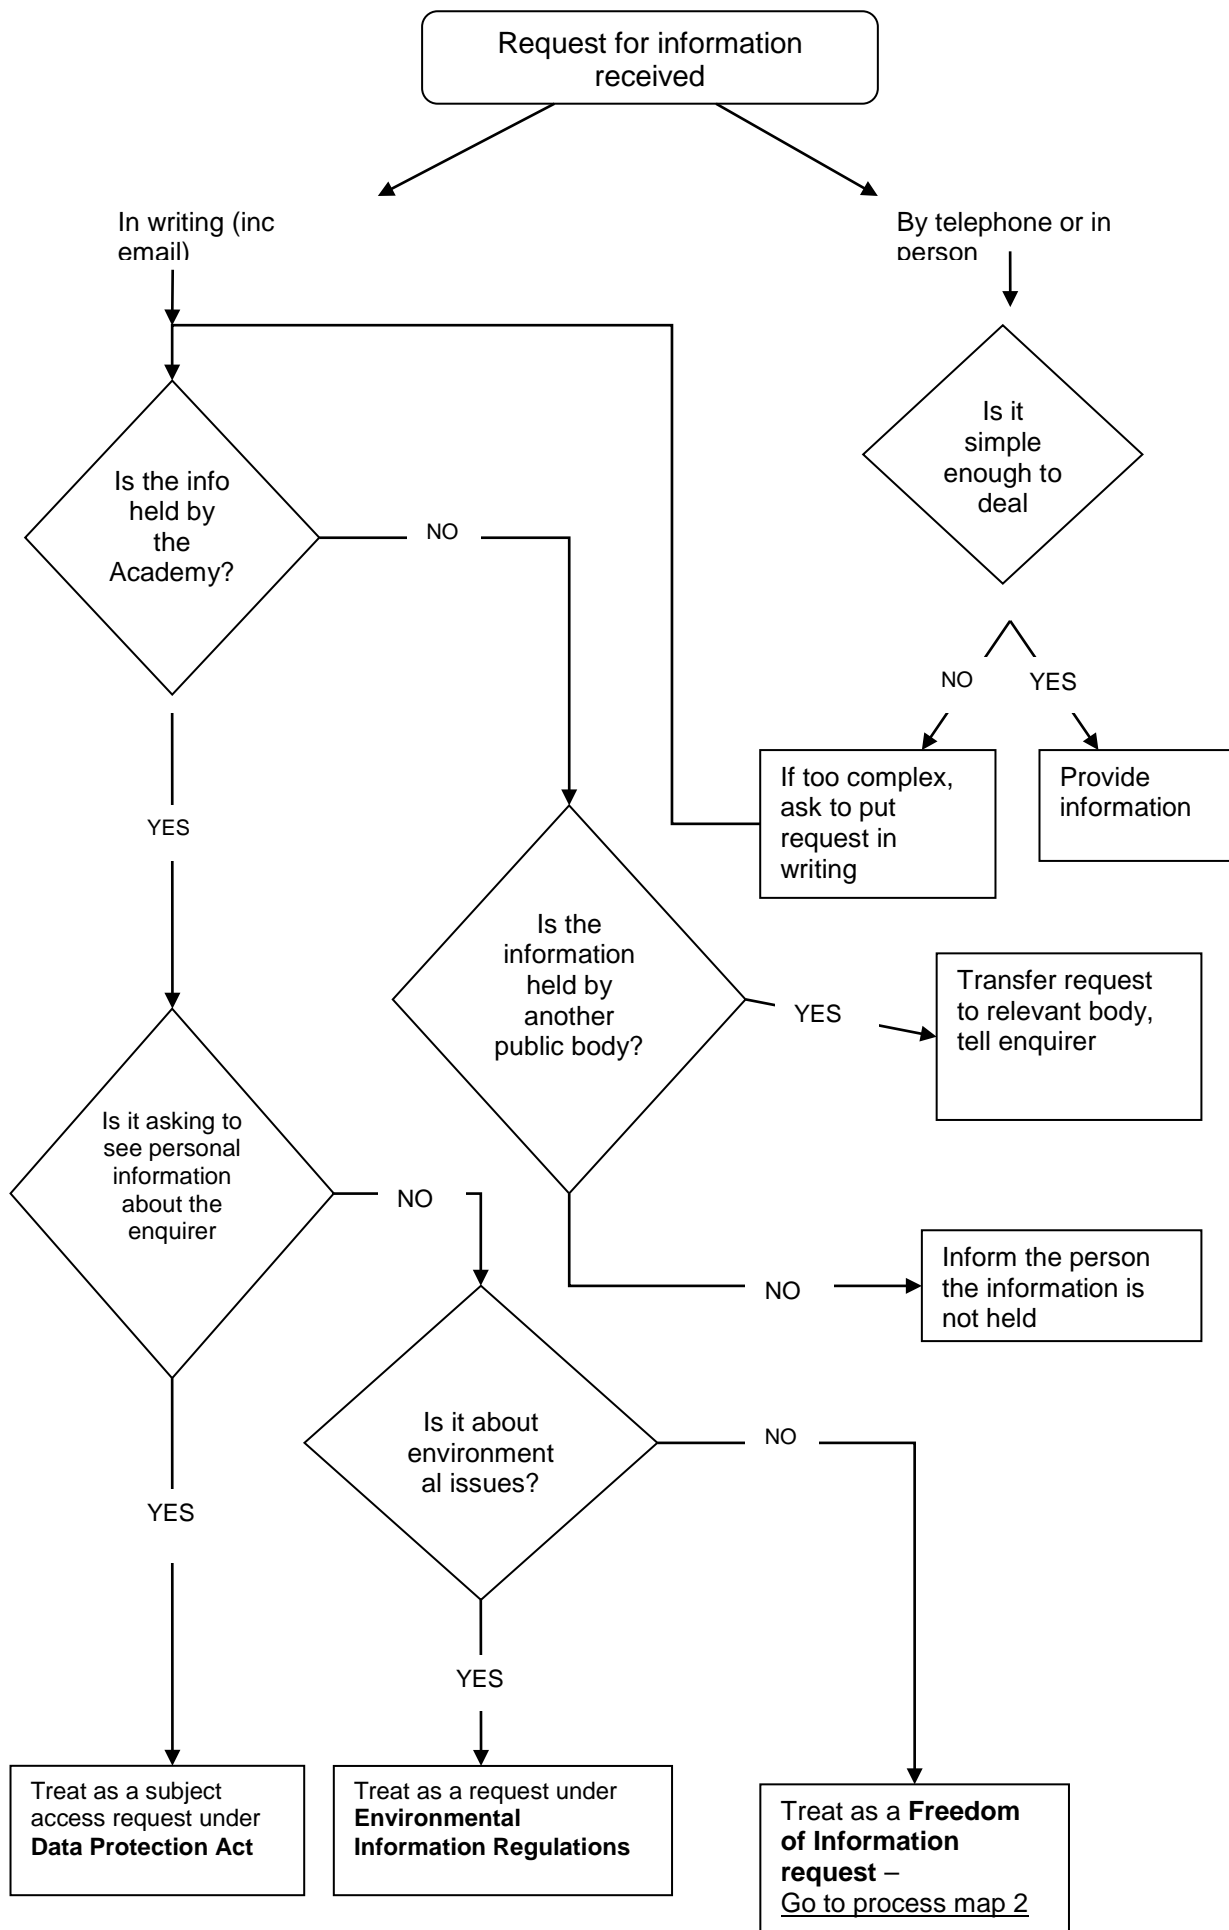 Request for information
received
In writing (inc
email)
By telephone or in
person
Is it
simple
enough to
deal
Is the info
held by
the
Academy?
NO
NO
YES
If too complex,
ask to put
request in
writing
Provide
information
YES
Is the
information
held by
another
public body?
YES
Transfer request
to relevant body,
tell enquirer
Is it asking to
see personal
information
about the
enquirer
NO
NO
Inform the person
the information is
not held
Is it about
environment
al issues?
NO
YES
YES
Treat as a subject
access request under
Data Protection Act
Treat as a request under
Environmental
Information Regulations
Treat as a Freedom
of Information
request –
Go to process map 2